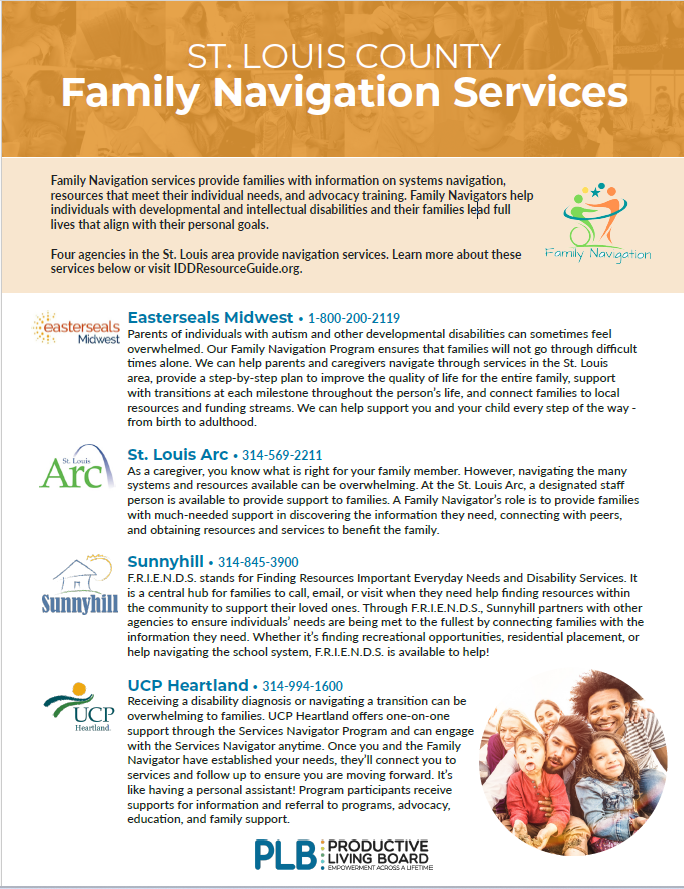 ST. LOUIS COUNTY
Family Navigation Services
Family Navigation services provide families with information on systems navigation,
resources that meet their individual needs, and advocacy training. Family Navigators help
individuals with developmental and intellectual disabilities and their families lead full
lives that align with their personal goals.
Four agencies in the St. Louis area provide navigation services. Learn more about these
services below or visit IDDResourceGuide.org.
Family Navigation
easterseals
Midwest
Easterseals Midwest • 1-800-200-2119
Parents of individuals with autism and other developmental disabilities can sometimes feel
overwhelmed. Our Family Navigation Program ensures that families will not go through difficult
times alone. We can help parents and caregivers navigate through services in the St. Louis
area, provide a step-by-step plan to improve the quality of life for the entire family, support
with transitions at each milestone throughout the person's life, and connect families to local
resources and funding streams. We can help support you and your child every step of the way -
from birth to adulthood.
St. Louis
Arc
St. Louis Arc • 314-569-2211
As a caregiver, you know what is right for your family member. However, navigating the many
systems and resources available can be overwhelming. At the St. Louis Arc, a designated staff
person is available to provide support to families. A Family Navigator's role is to provide families
with much-needed support in discovering the information they need, connecting with peers,
and obtaining resources and services to benefit the family.
Sunnyhill
Sunnyhill • 314-845-3900
F.R.I.E.N.D.S. stands for Finding Resources Important Everyday Needs and Disability Services. It
is a central hub for families to call, email, or visit when they need help finding resources within
the community to support their loved ones. Through F.R.I.E.N.D.S., Sunnyhill partners with other
agencies to ensure individuals' needs are being met to the fullest by connecting families with the
information they need. Whether it's finding recreational opportunities, residential placement, or
help navigating the school system, F.R.I.E.N.D.S. is available to help!
UCP
Heartland.
UCP Heartland • 314-994-1600
Receiving a disability diagnosis or navigating a transition can be
overwhelming to families. UCP Heartland offers one-on-one
support through the Services Navigator Program and can engage
with the Services Navigator anytime. Once you and the Family
Navigator have established your needs, they'll connect you to
services and follow up to ensure you are moving forward. It's
like having a personal assistant! Program participants receive
supports for information and referral to programs, advocacy,
education, and family support.
PLB PRODUCTIVE
LIVING BOARD
EMPOWERMENT ACROSS A LIFETIME